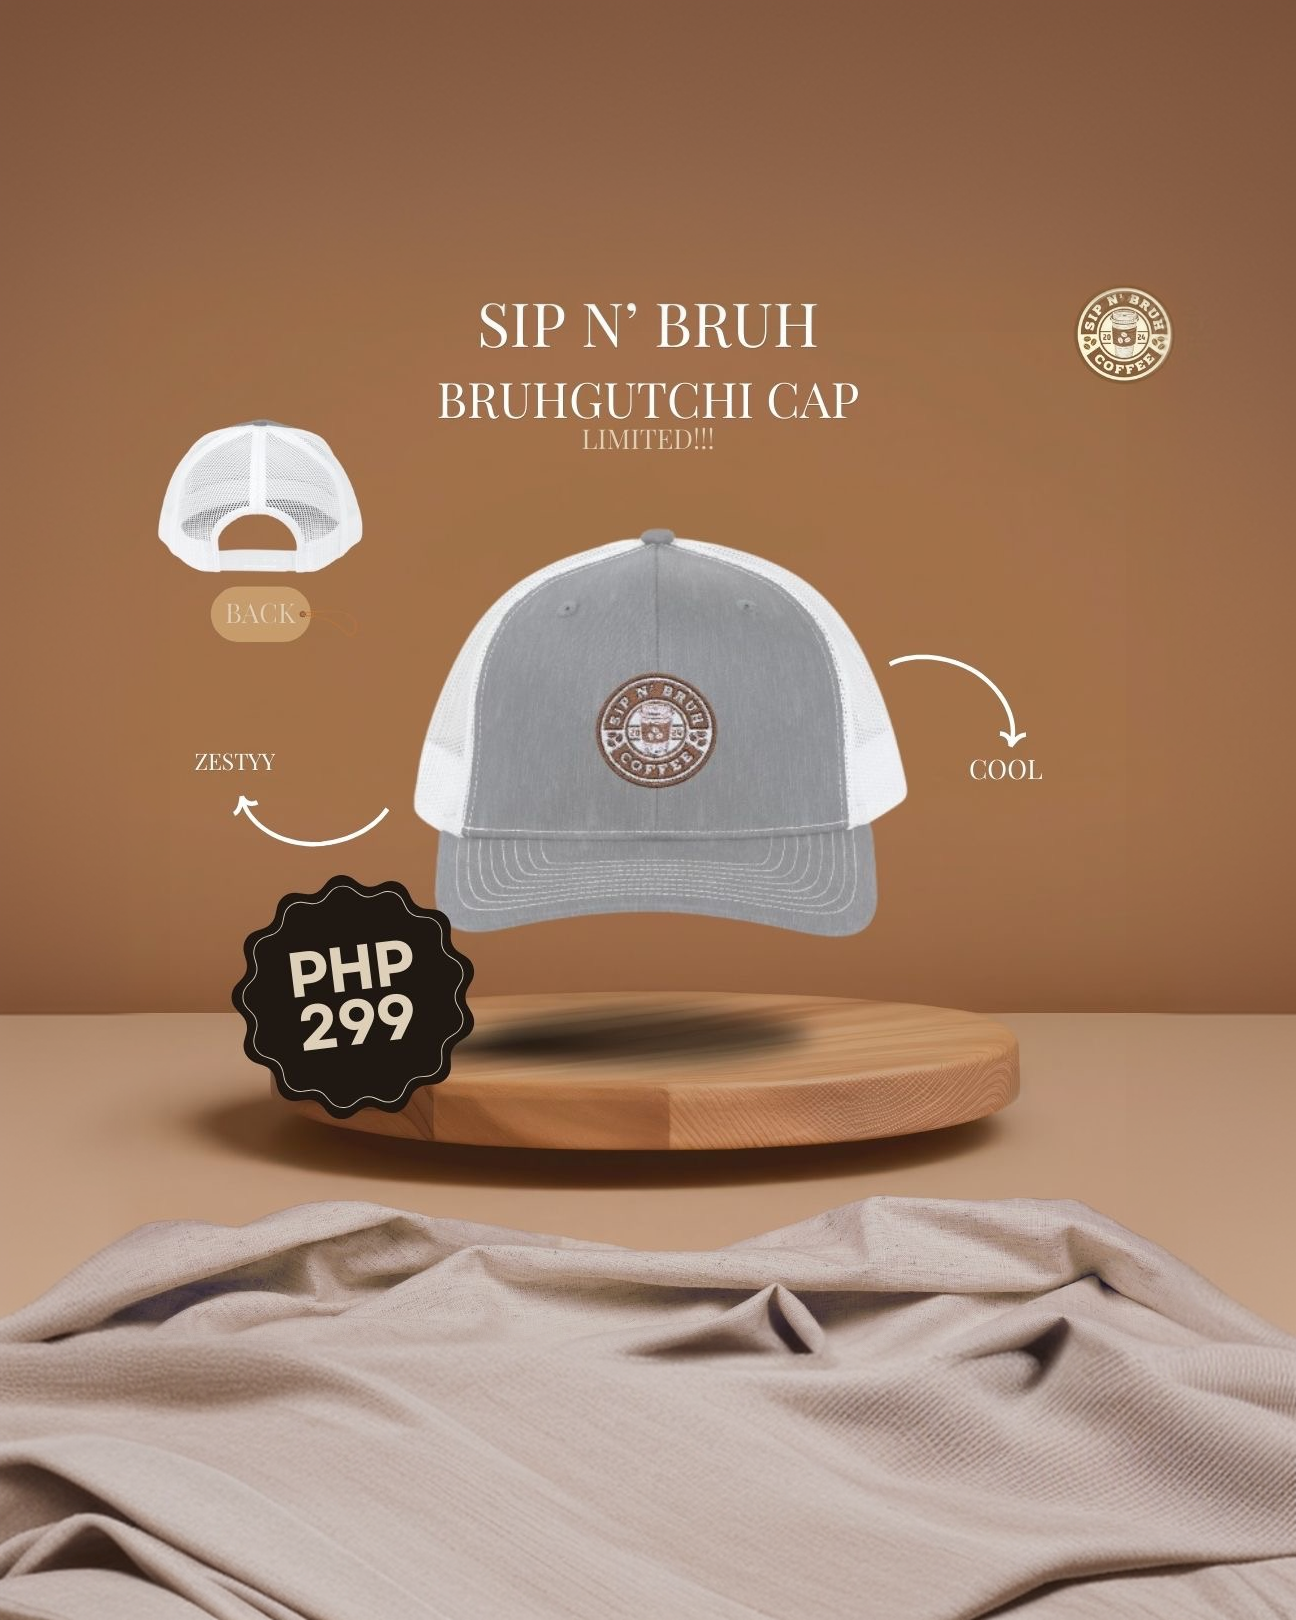 SIP N’ BRUH
BRUHGUTCHI CAP
LIMITED!!!
SIP N' BRUH
20 24
COFFEE
BACK
ZESTYY
COOL
SIP N' BRUH
20 24
COFFEE
PHP
299